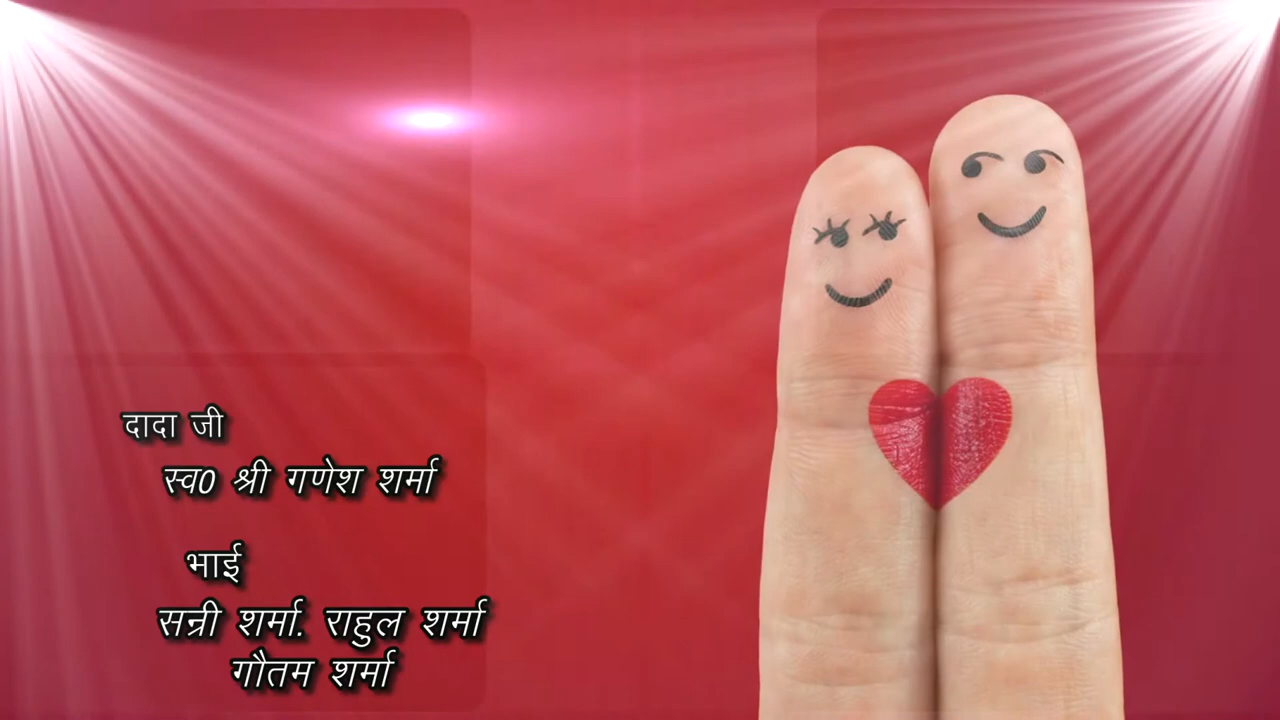 दादा जी
स्व0 श्री गणेश शर्मा
भाई
सन्री शर्मा. राहुल शर्मा
गौतम शर्मा